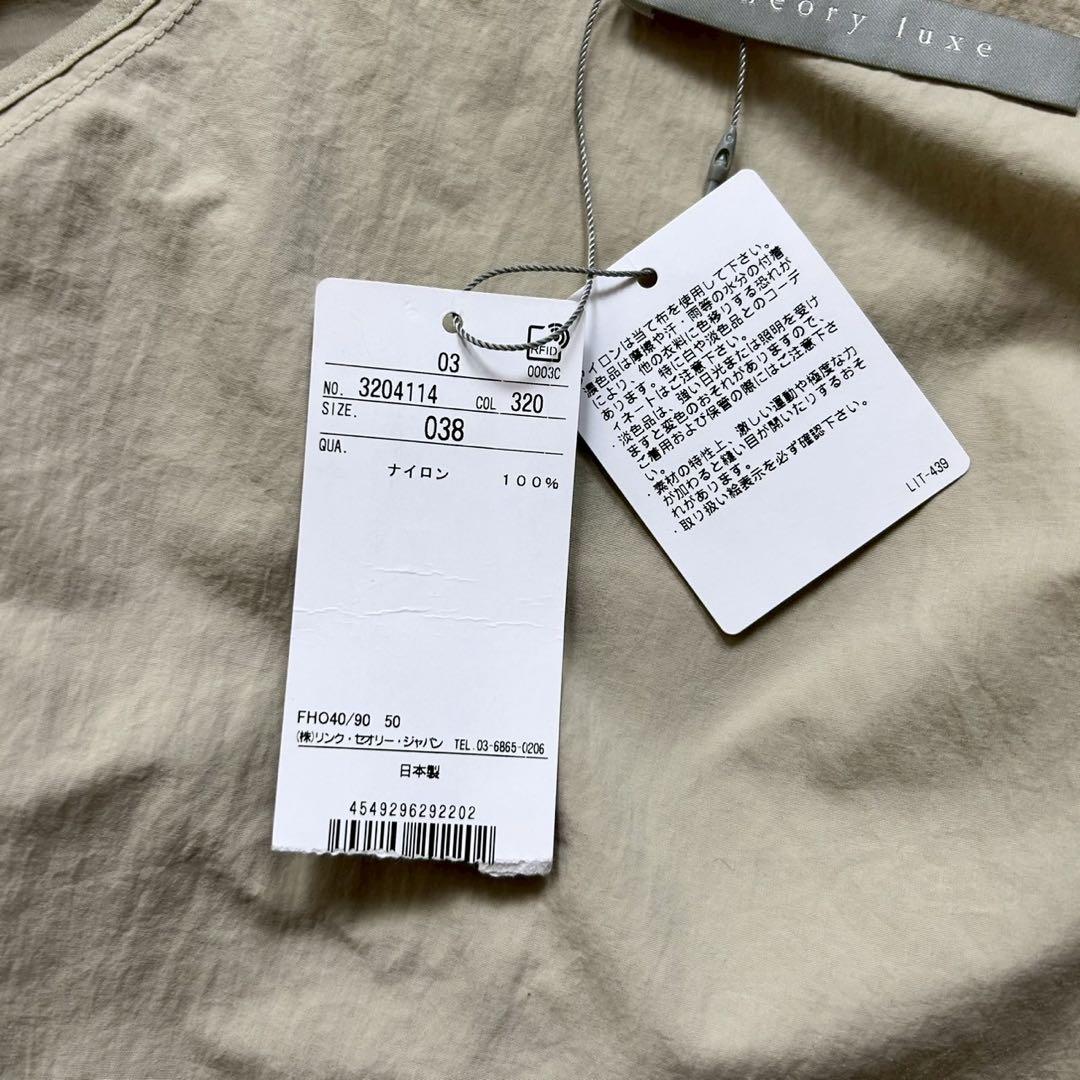 heory luxe
RFID
03
0003C
NO. 3204114 COL 320
SIZE. 038
QUA.
ナイロン 100%
FHO40/90 50
(株)リンク・セオリー・ジャパン TEL.03-6865-0206
日本製
4549296292202
イロンは当て布を使用して下さい。
濃色品は摩擦や汗・雨等の水分の付着
により、他の衣料に色移りする恐れが
あります。特に白や淡色品とのコーデ
ィネートはご注意下さい。
・淡色品は、強い日光または照明を受け
ますと変色のおそれがありますので、
ご着用および保管の際にはご注意下さ
い。
・素材の特性上、激しい運動や極度な力
が加わると縫い目が開いたりするおそ
れがあります。
・取り扱い絵表示を必ず確認下さい。
LIT-439